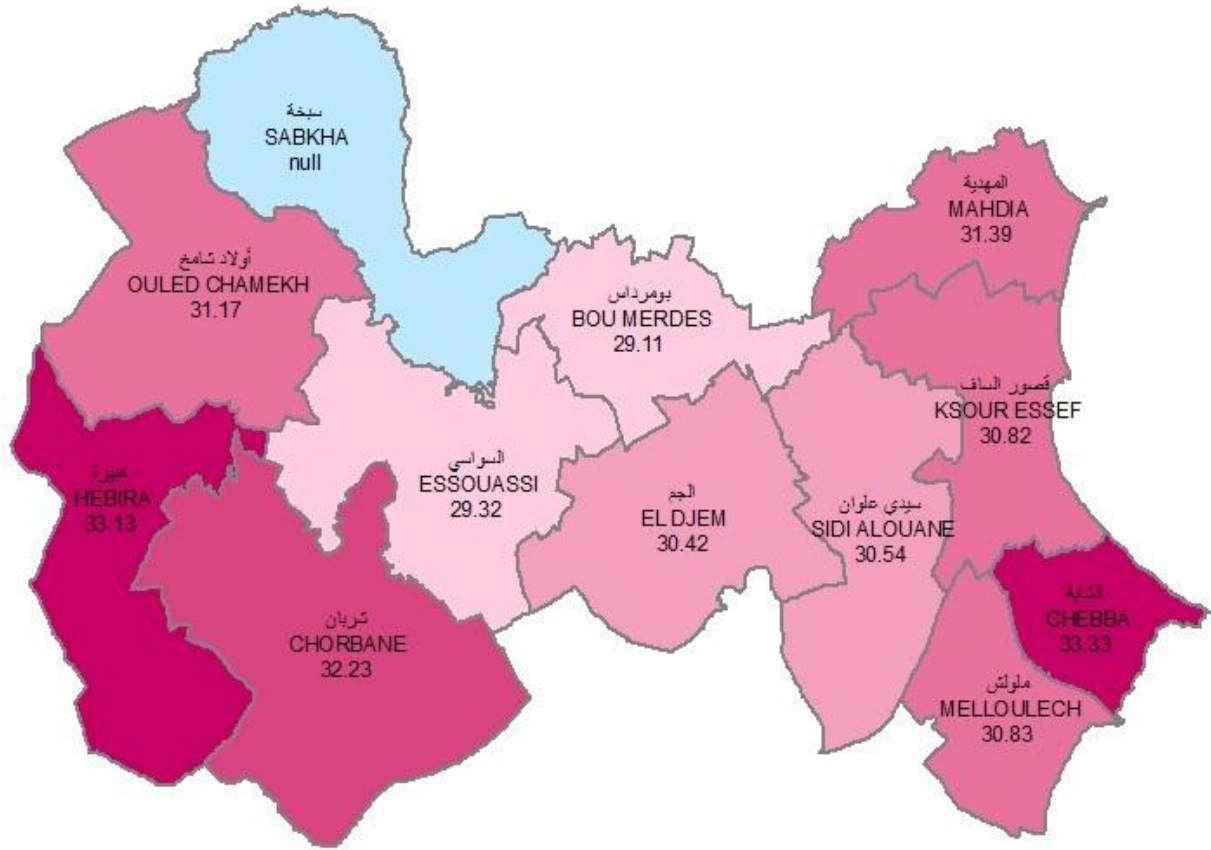 سبخة
SABKHA
null
المهدية
MAHDIA
31.39
أولاد شامخ
OULED CHAMEKH
31.17
بومرداس
BOU MERDES
29.11
قصور الساف
KSOUR ESSEF
30.82
هبيرة
HEBIRA
33.13
السواسي
ESSOUASSI
29.32
الجم
EL DJEM
30.42
سيدي علوان
SIDI ALOUANE
30.54
الشابة
CHEBBA
33.33
شربان
CHORBANE
32.23
ملولش
MELLOULECH
30.83